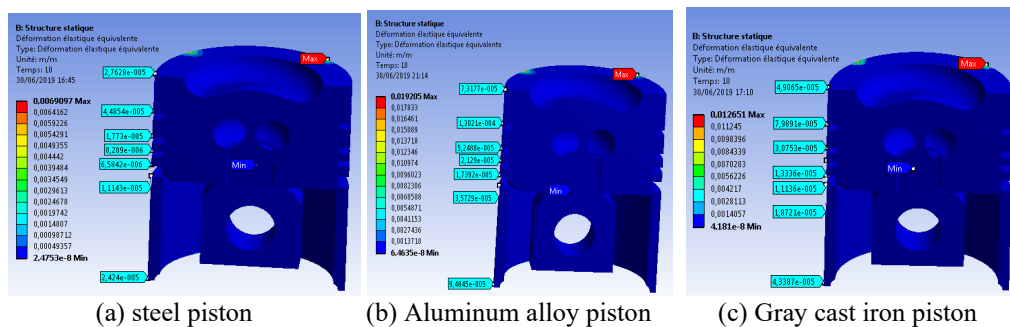 B: Structure statique
Déformation élastique équivalente
Type: Déformation élastique équivalente
Unité: m/m
Temps: 10
30/06/2019 16:45
Max
2,7628e-005
0,0069097 Max
0,0064162
0,0059226
0,0054291
0,0049355
0,004442
0,0039484
0,0034549
0,0029613
0,0024678
0,0019742
0,0014807
0,00098712
0,00049357
2,4753e-8 Min
4,4854e-005
1,773e-005
8,289e-006
6,5842e-006
Min
1,1143e-005
2,424e-005
(a) steel piston
B: Structure statique
Déformation élastique équivalente
Type: Déformation élastique équivalente
Unité: m/m
Temps: 10
30/06/2019 21:14
Max
7,3177e-005
0,019205 Max
0,017833
0,016461
0,015089
0,013718
0,012346
0,010974
0,0096023
0,0082306
0,0068588
0,0054871
0,0041153
0,0027436
0,0013718
6,4635e-8 Min
1,3021e-004
5,2488e-005
2,129e-005
1,7392e-005
Min
3,5729e-005
9,4845e-005
(b) Aluminum alloy piston
B: Structure statique
Déformation élastique équivalente
Type: Déformation élastique équivalente
Unité: m/m
Temps: 10
30/06/2019 17:10
Max
4,9065e-005
0,012651 Max
0,011245
0,0098396
0,0084339
0,0070283
0,0056226
0,004217
0,0028113
0,0014057
4,181e-8 Min
7,9891e-005
3,0753e-005
1,3336e-005
1,1136e-005
Min
1,8721e-005
4,3387e-005
(c) Gray cast iron piston